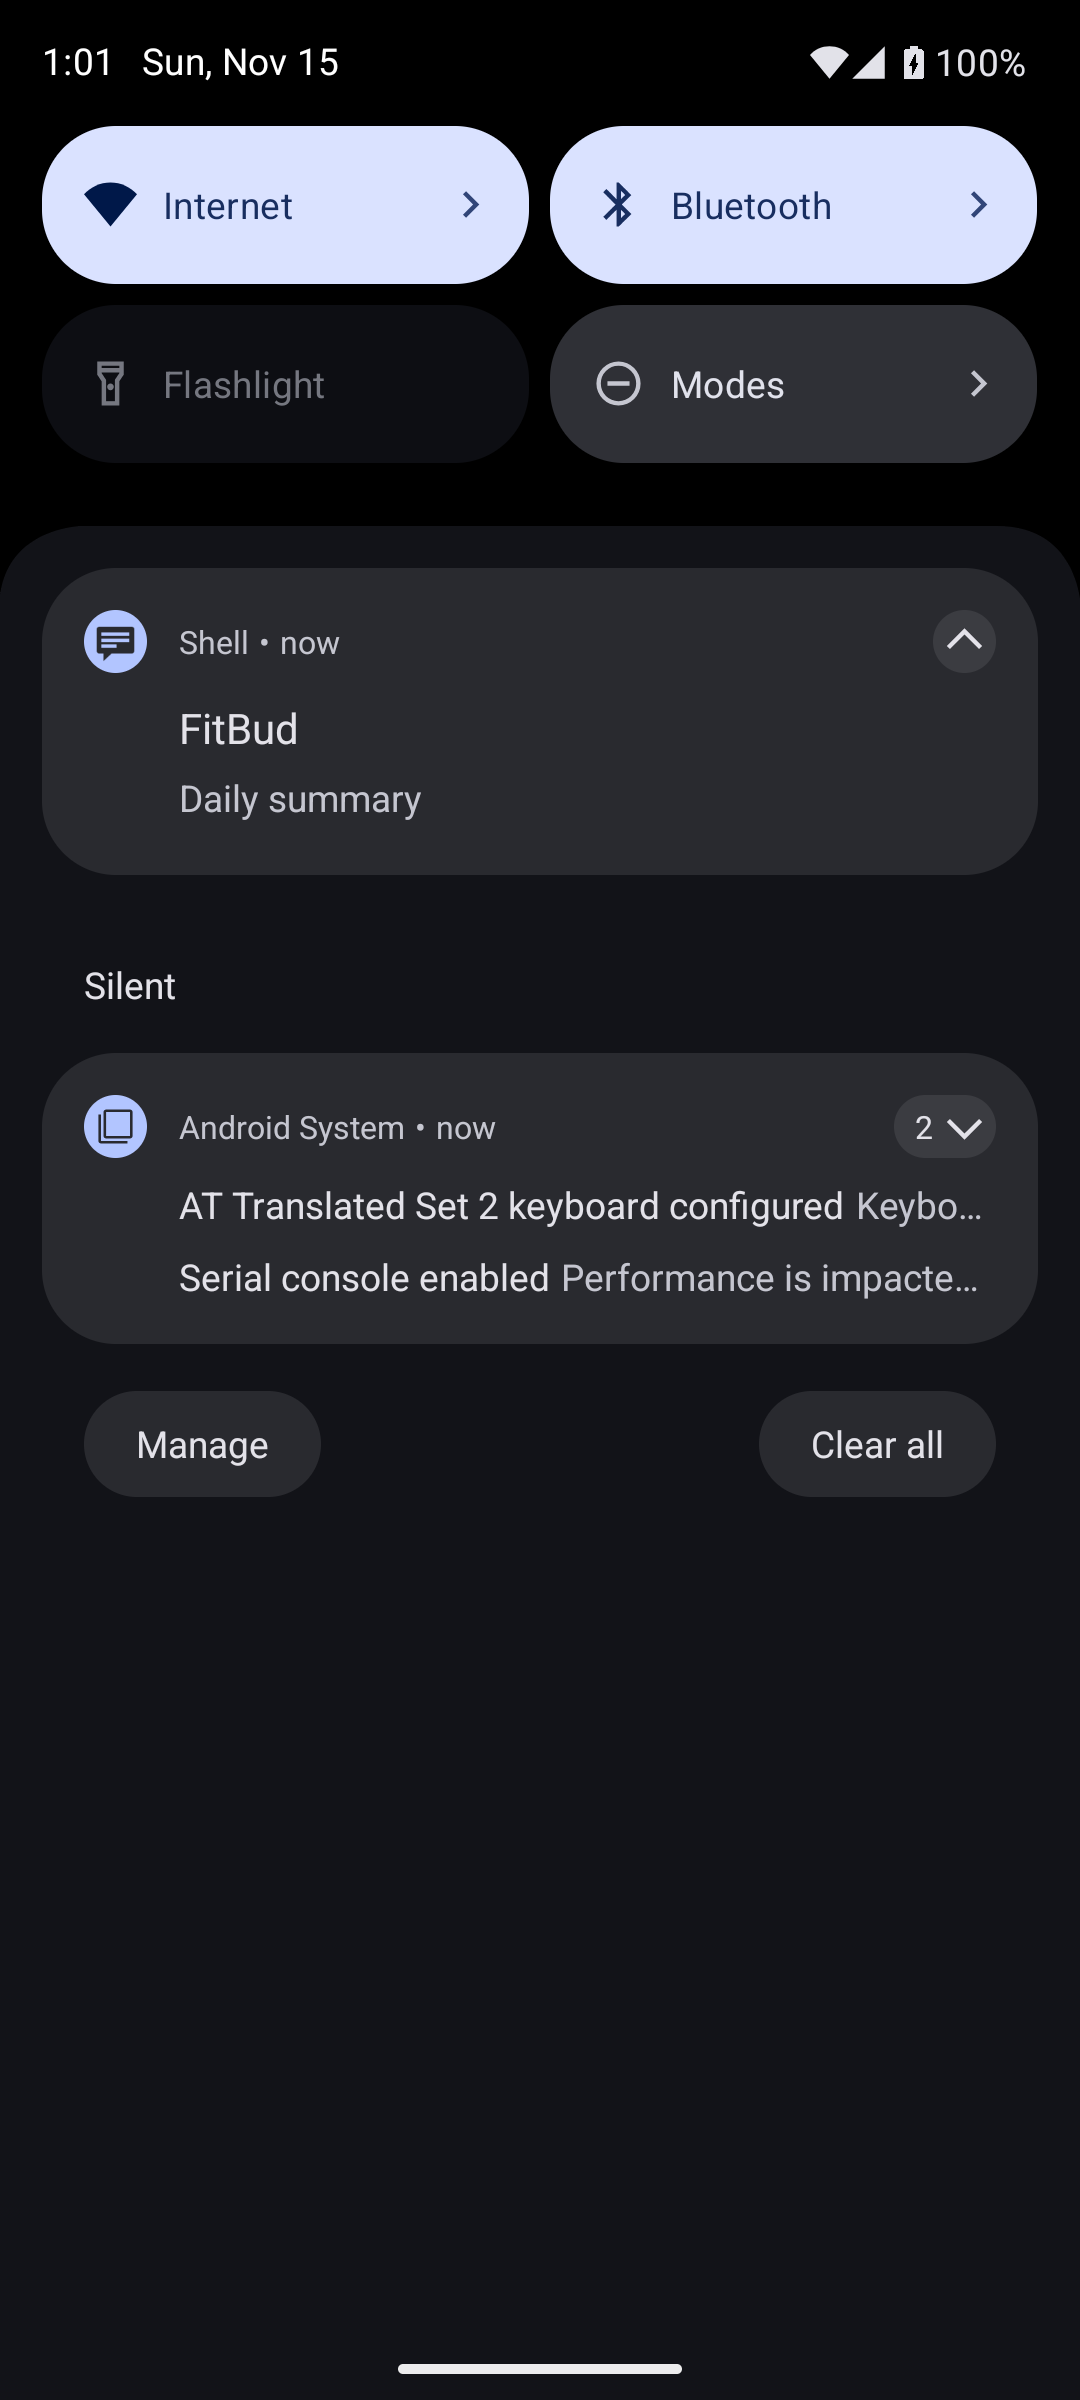 1:01 Sun, Nov 15 100%
Internet
Bluetooth
Flashlight
Modes
Shell • now
FitBud
Daily summary
Silent
Android System • now 2
AT Translated Set 2 keyboard configured Keybo…
Serial console enabled Performance is impacte…
Manage
Clear all